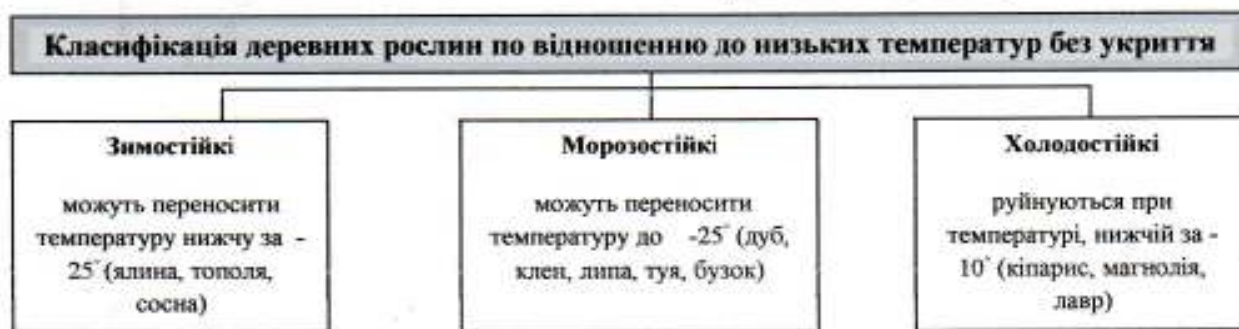 Класифікація деревних рослин по відношенню до низьких температур без укриття
Зимостійкі
можуть переносити
температуру нижчу за -
25° (ялина, тополя,
сосна)
Морозостійкі
можуть переносити
температуру до -25° (дуб,
клен, липа, туя, бузок)
Холодостійкі
руйнуються при
температурі, нижчій за -
10° (кіпарис, магнолія,
лавр)